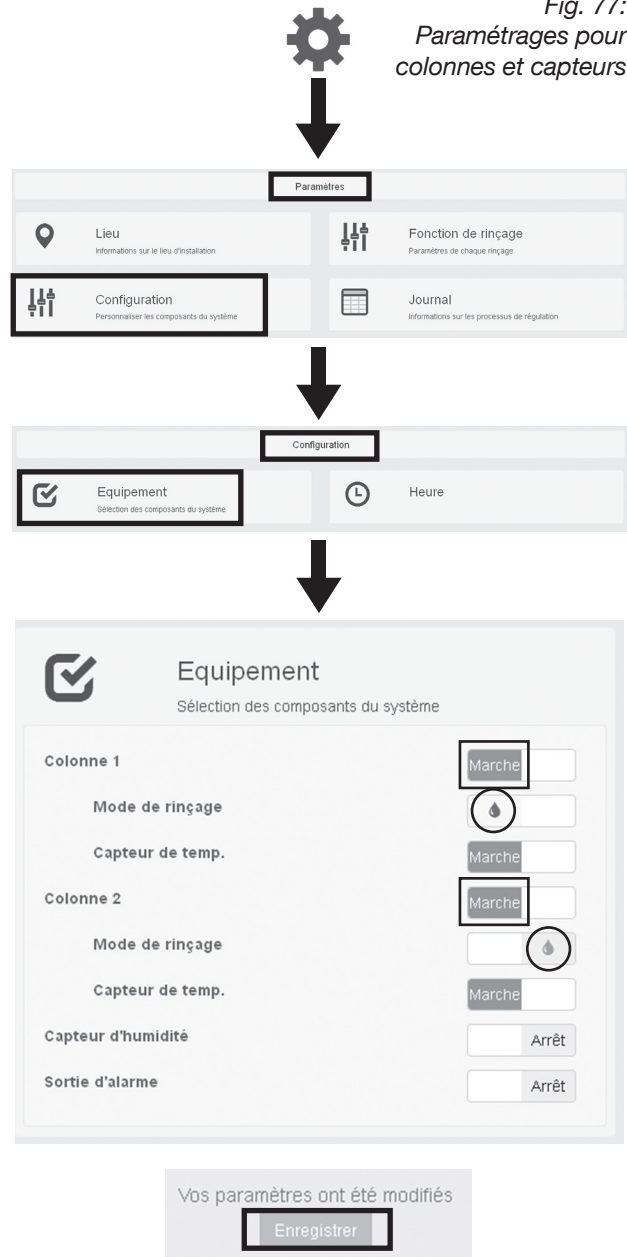 Fig. 77:
Paramétrages pour
colonnes et capteurs
Paramètres
Lieu
Informations sur le lieu d'installation
Fonction de rinçage
Paramètres de chaque rinçage
Configuration
Personnaliser les composants du système
Journal
Informations sur les processus de régulation
Configuration
Equipement
Sélection des composants du système
Heure
Equipement
Sélection des composants du système
Colonne 1 Marche
Mode de rinçage
Capteur de temp. Marche
Colonne 2 Marche
Mode de rinçage
Capteur de temp. Marche
Capteur d'humidité Arrêt
Sortie d'alarme Arrêt
Vos paramètres ont été modifiés
Enregistrer